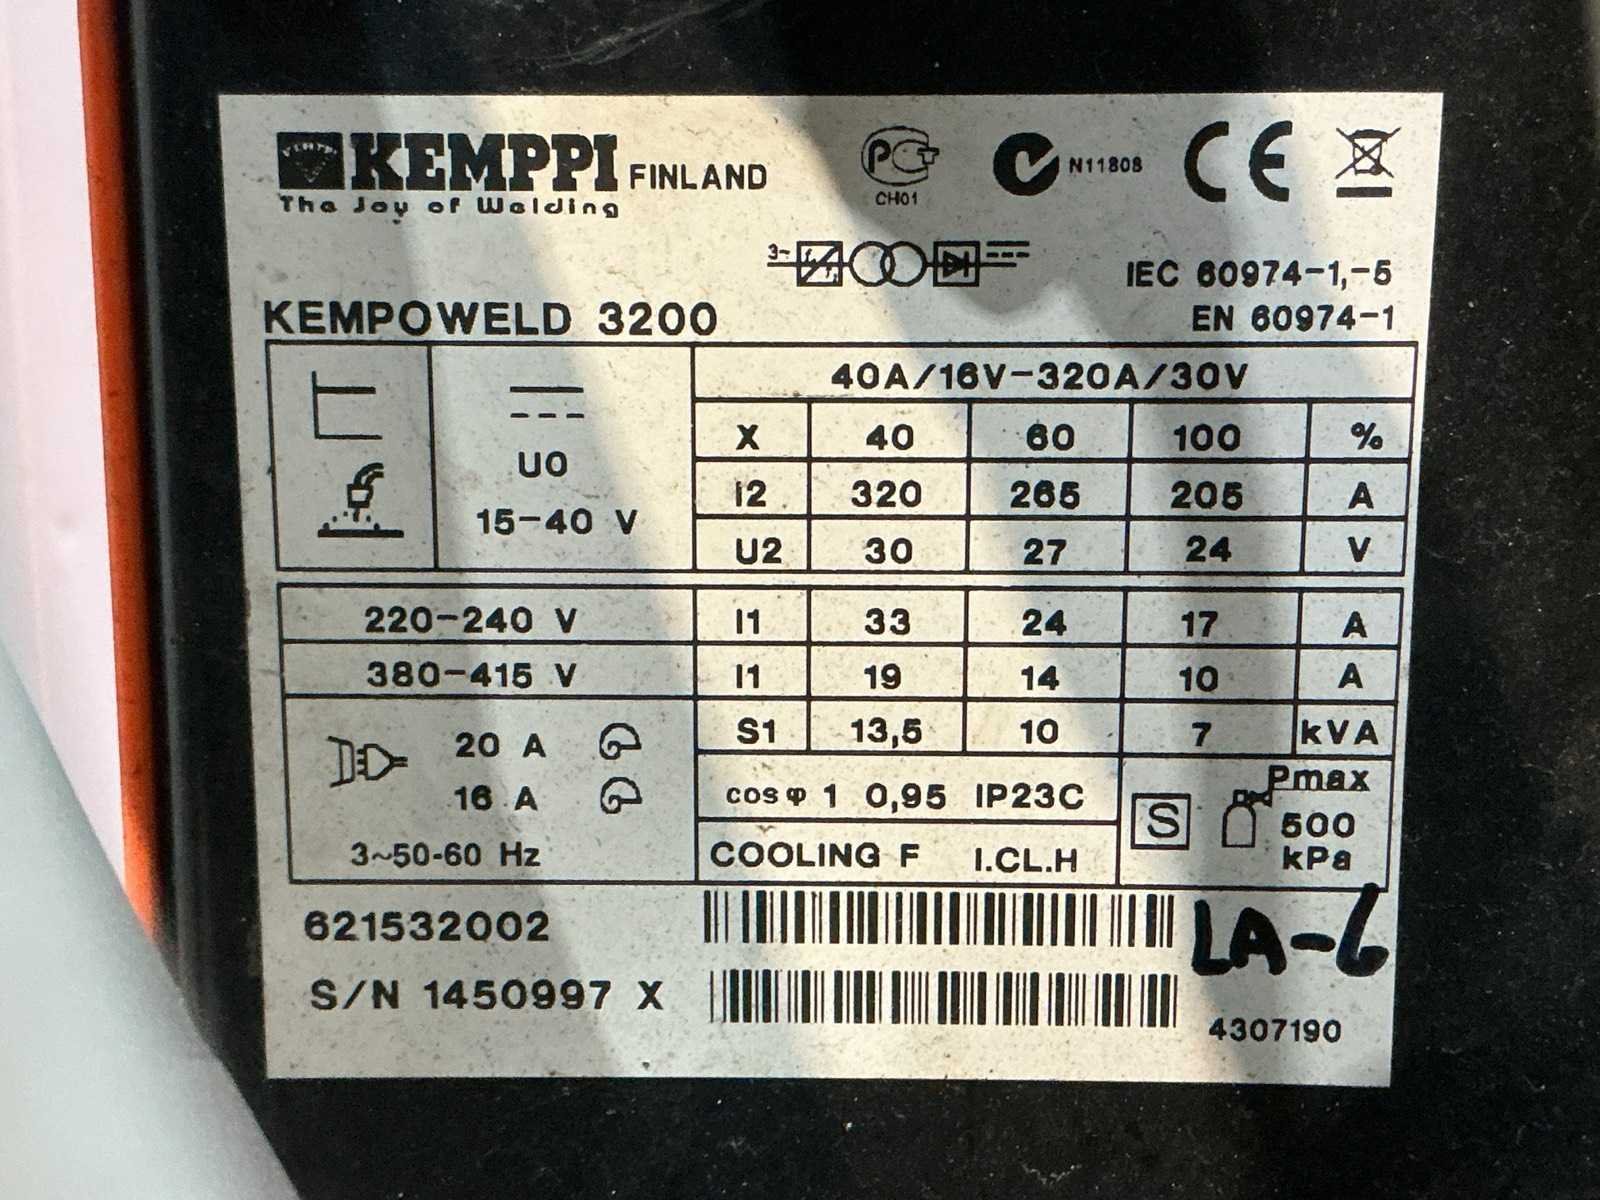 KEMPPI FINLAND
The Joy of Welding
PCT
CH01
N11808
CE
3~
IEC 60974-1,-5
EN 60974-1
KEMPOWELD 3200
40A/16V-320A/30V
U0
15-40 V
X 40 60 100 %
I2 320 265 205 A
U2 30 27 24 V
220-240 V I1 33 24 17 A
380-415 V I1 19 14 10 A
S1 13,5 10 7 kVA
20 A
16 A
3~50-60 Hz
cos φ 1 0,95 IP23C
COOLING F I.CL.H
S
Pmax
500
kPa
621532002
LA-6
S/N 1450997 X
4307190